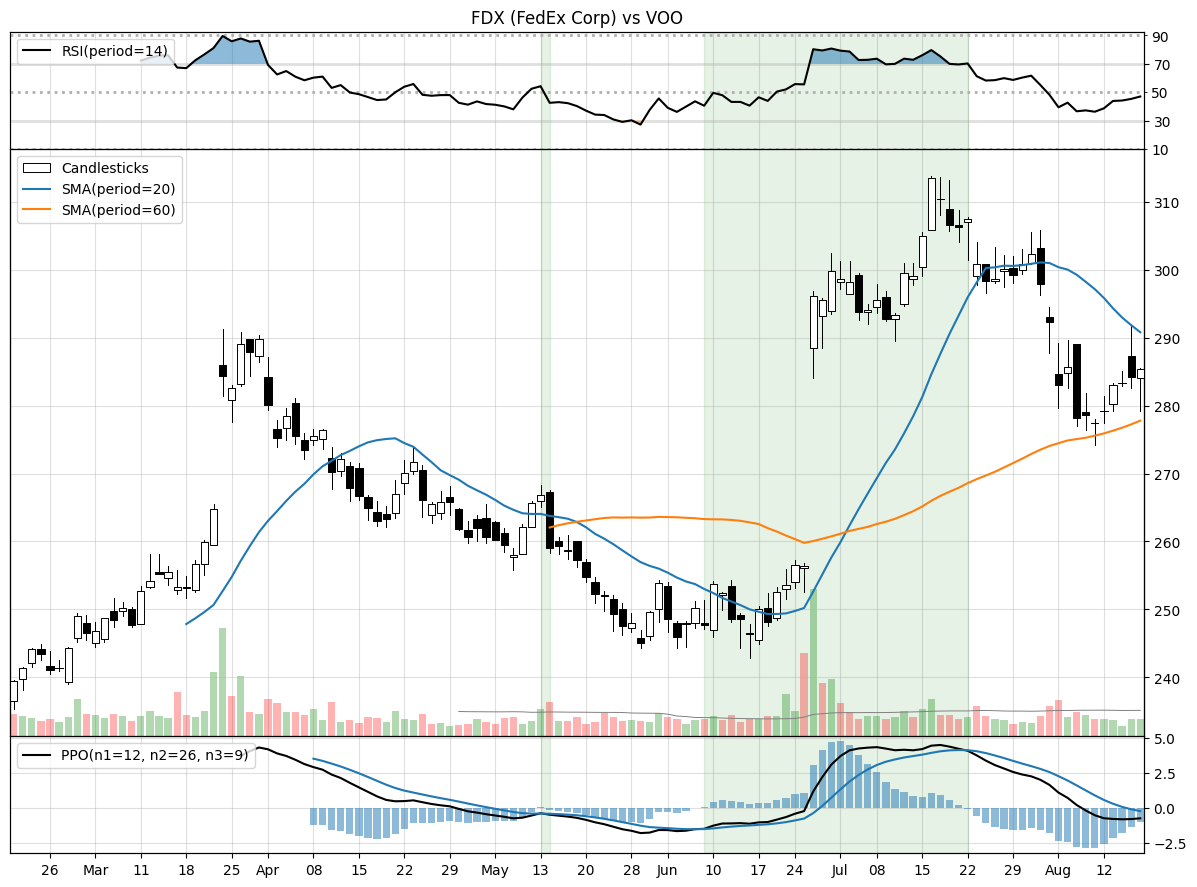 FDX (FedEx Corp) vs VOO
RSI(period=14)
90
70
50
30
10
Candlesticks
SMA(period=20)
SMA(period=60)
310
300
290
280
270
260
250
240
PPO(n1=12, n2=26, n3=9)
5.0
2.5
0.0
−2.5
26 Mar 11 18 25 Apr 08 15 22 29 May 13 20 28 Jun 10 17 24 Jul 08 15 22 29 Aug 12